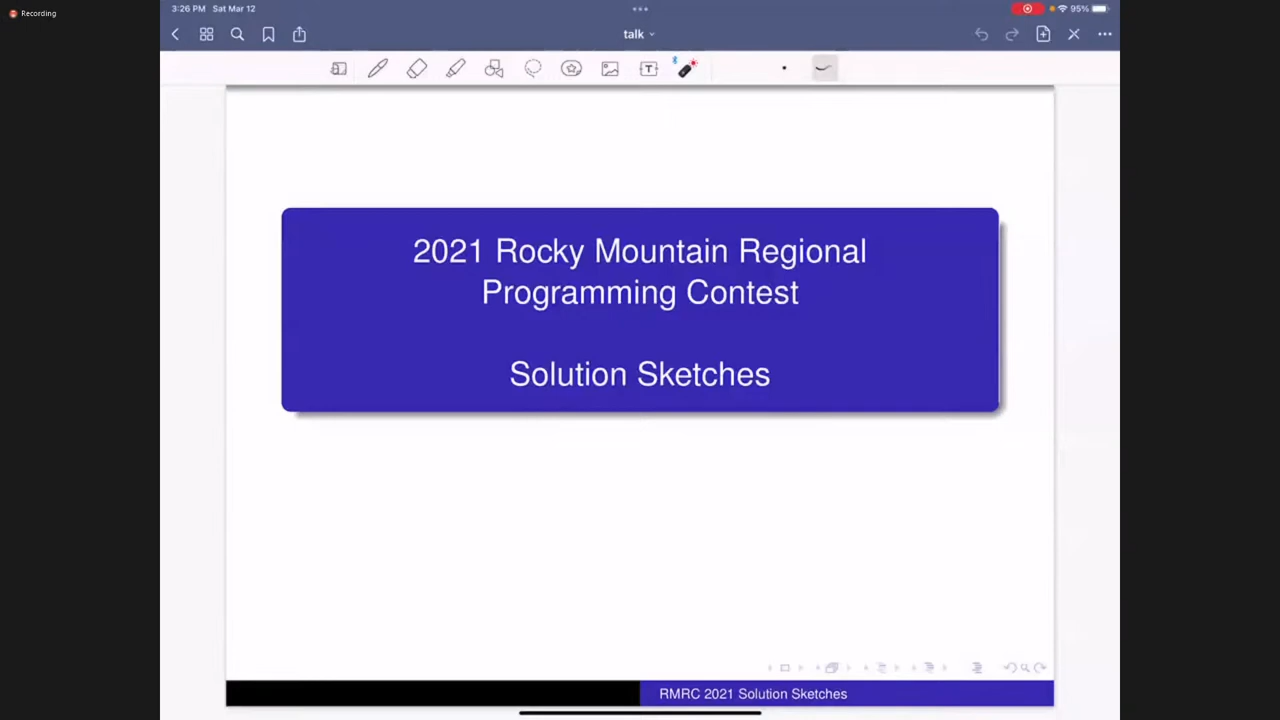 Recording
3:26 PM Sat Mar 12
95%
talk
T
2021 Rocky Mountain Regional
Programming Contest
Solution Sketches
RMRC 2021 Solution Sketches